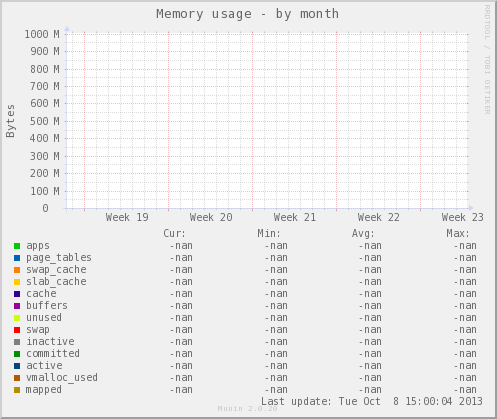 Memory usage - by month
RRDTOOL / TOBI OETIKER
Bytes
1000 M
900 M
800 M
700 M
600 M
500 M
400 M
300 M
200 M
100 M
0
Week 19 Week 20 Week 21 Week 22 Week 23
Cur: Min: Avg: Max:
apps -nan -nan -nan -nan
page_tables -nan -nan -nan -nan
swap_cache -nan -nan -nan -nan
slab_cache -nan -nan -nan -nan
cache -nan -nan -nan -nan
buffers -nan -nan -nan -nan
unused -nan -nan -nan -nan
swap -nan -nan -nan -nan
inactive -nan -nan -nan -nan
committed -nan -nan -nan -nan
active -nan -nan -nan -nan
vmalloc_used -nan -nan -nan -nan
mapped -nan -nan -nan -nan
Last update: Tue Oct 8 15:00:04 2013
Munin 2.0.20